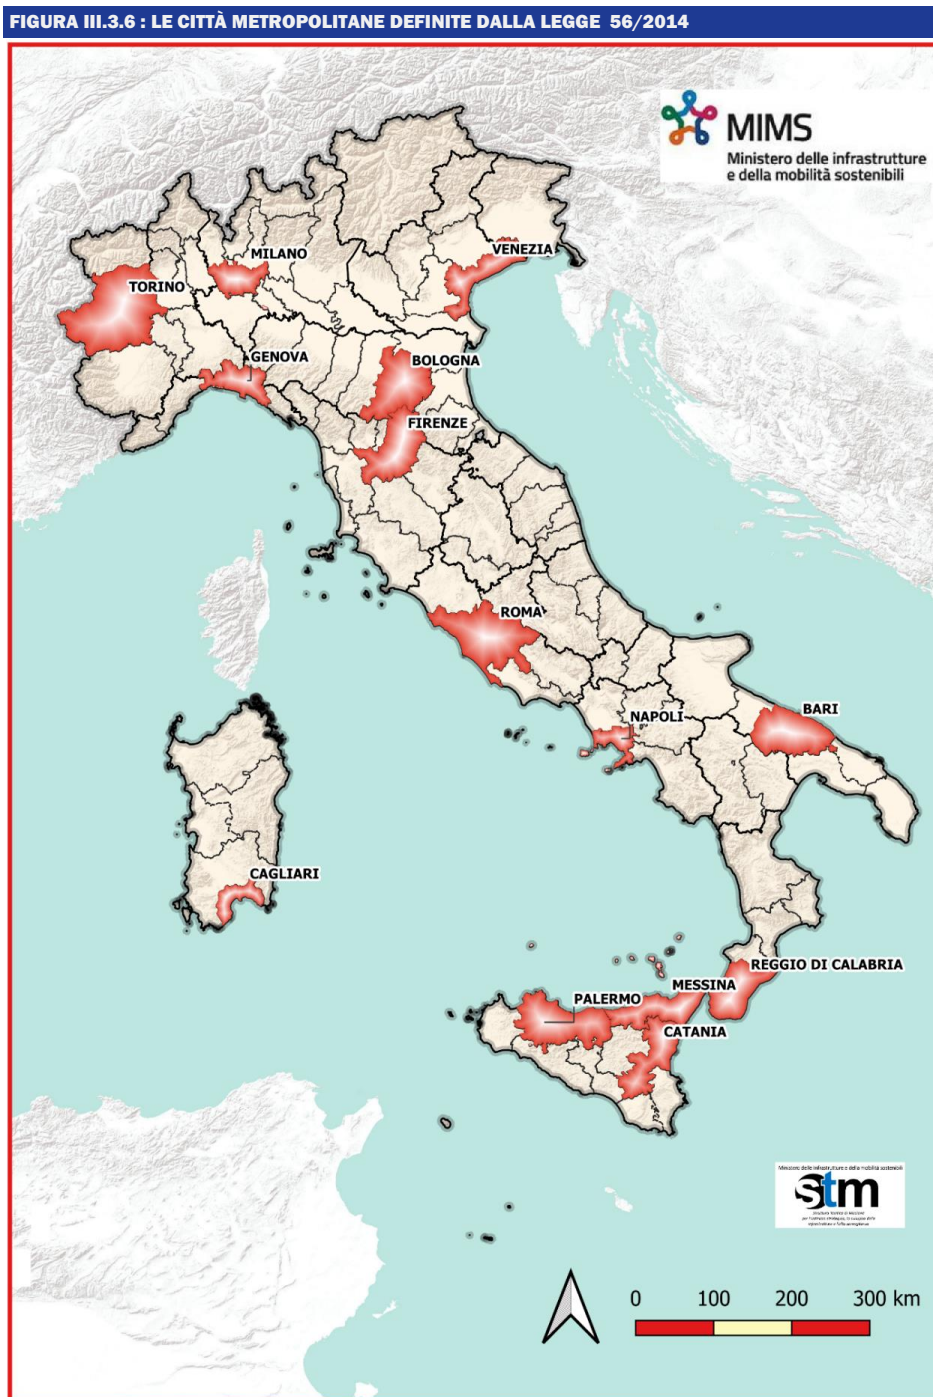 FIGURA III.3.6 : LE CITTÀ METROPOLITANE DEFINITE DALLA LEGGE 56/2014
MIMS
Ministero delle infrastrutture
e della mobilità sostenibili
VENEZIA
MILANO
TORINO
GENOVA
BOLOGNA
FIRENZE
ROMA
BARI
NAPOLI
CAGLIARI
REGGIO DI CALABRIA
MESSINA
PALERMO
CATANIA
Ministero delle infrastrutture e della mobilità sostenibili
stm
0 100 200 300 km